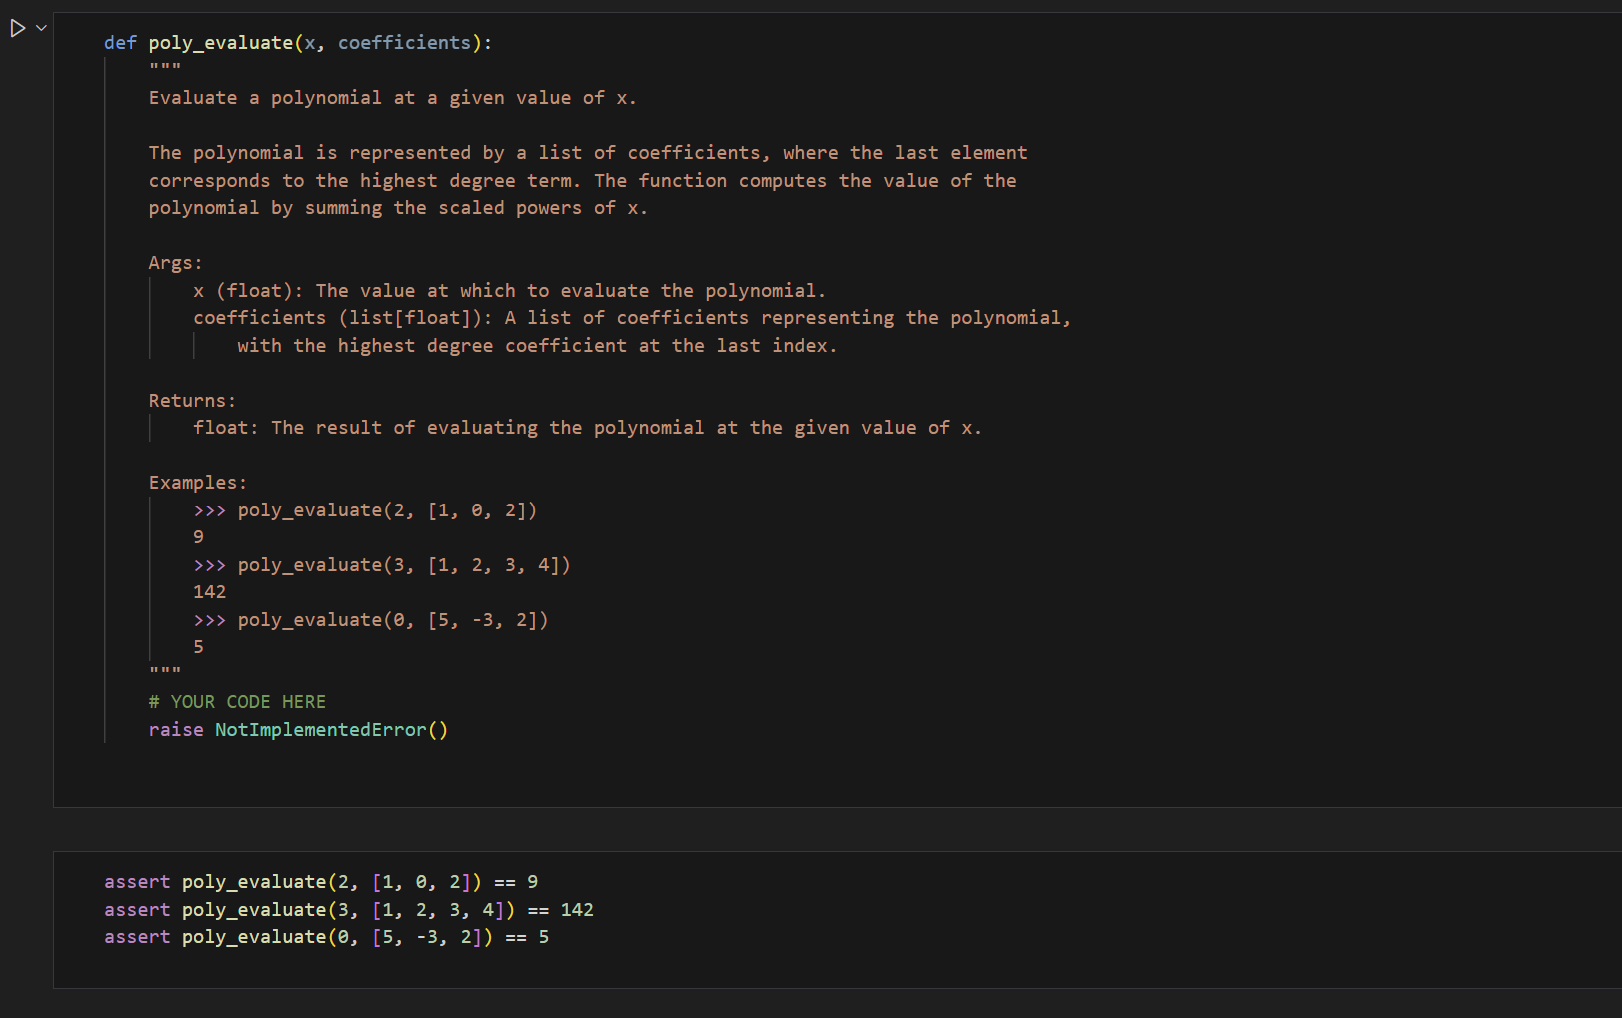 def poly_evaluate(x, coefficients):
"""
Evaluate a polynomial at a given value of x.
The polynomial is represented by a list of coefficients, where the last element
corresponds to the highest degree term. The function computes the value of the
polynomial by summing the scaled powers of x.
Args:
x (float): The value at which to evaluate the polynomial.
coefficients (list[float]): A list of coefficients representing the polynomial,
with the highest degree coefficient at the last index.
Returns:
float: The result of evaluating the polynomial at the given value of x.
Examples:
>>> poly_evaluate(2, [1, 0, 2])
9
>>> poly_evaluate(3, [1, 2, 3, 4])
142
>>> poly_evaluate(0, [5, -3, 2])
5
"""
# YOUR CODE HERE
raise NotImplementedError()
assert poly_evaluate(2, [1, 0, 2]) == 9
assert poly_evaluate(3, [1, 2, 3, 4]) == 142
assert poly_evaluate(0, [5, -3, 2]) == 5